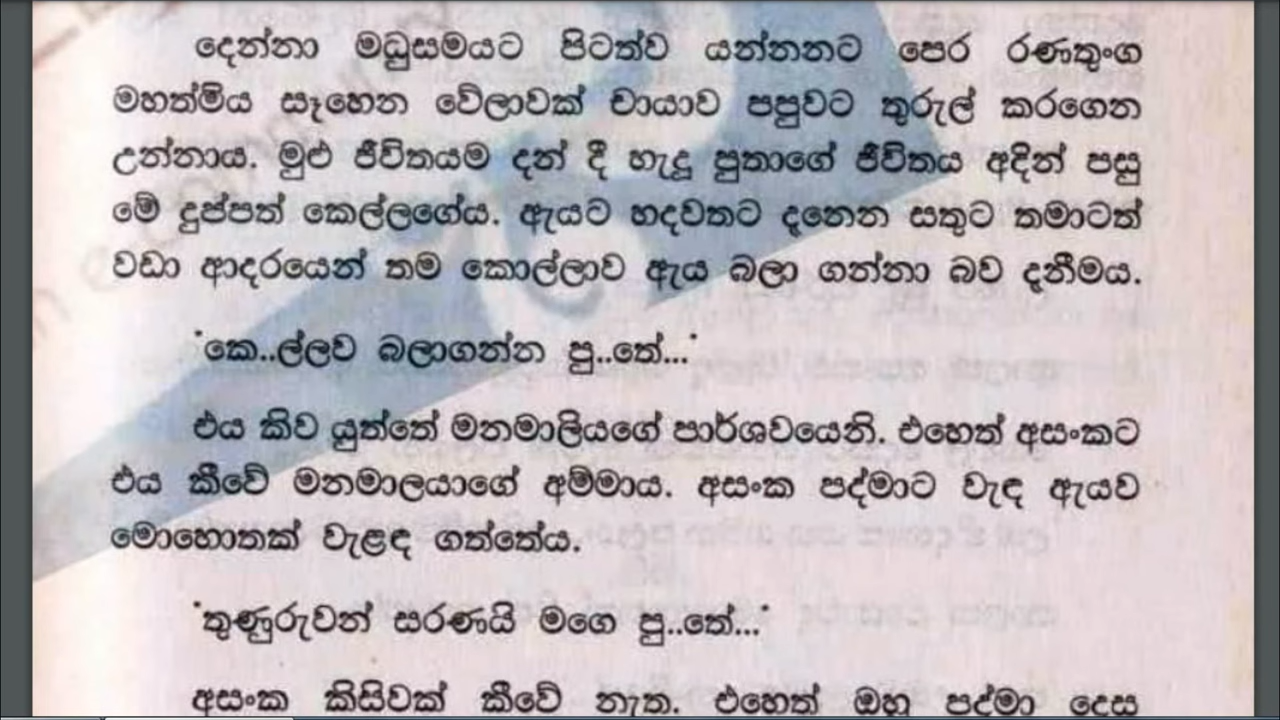 දෙන්නා මධුසමයට පිටත්ව යන්නනට පෙර රණතුංග
මහත්මිය සෑහෙන වේලාවක් චායාව පපුවට තුරුල් කරගෙන
උන්නාය. මුළු ජීවිතයම දන් දී හැදූ පුතාගේ ජීවිතය අදින් පසු
මේ දුප්පත් කෙල්ලගේය. ඇයට හදවතට දැනෙන සතුට තමාටත්
වඩා ආදරයෙන් තම කොල්ලාව ඇය බලා ගන්නා බව දැනීමය.
'කෙ..ල්ලව බලාගන්න පු..තේ...'
එය කිව යුත්තේ මනමාලියගේ පාර්ශවයෙනි. එහෙත් අසංකට
එය කීවේ මනමාලයාගේ අම්මාය. අසංක පද්මාට වැඳ ඇයව
මොහොතක් වැළඳ ගත්තේය.
'තුණුරුවන් සරණයි මගෙ පු..තේ...'
අසංක කිසිවක් කීවේ නැත. එහෙත් ඔහු පද්මා දෙස